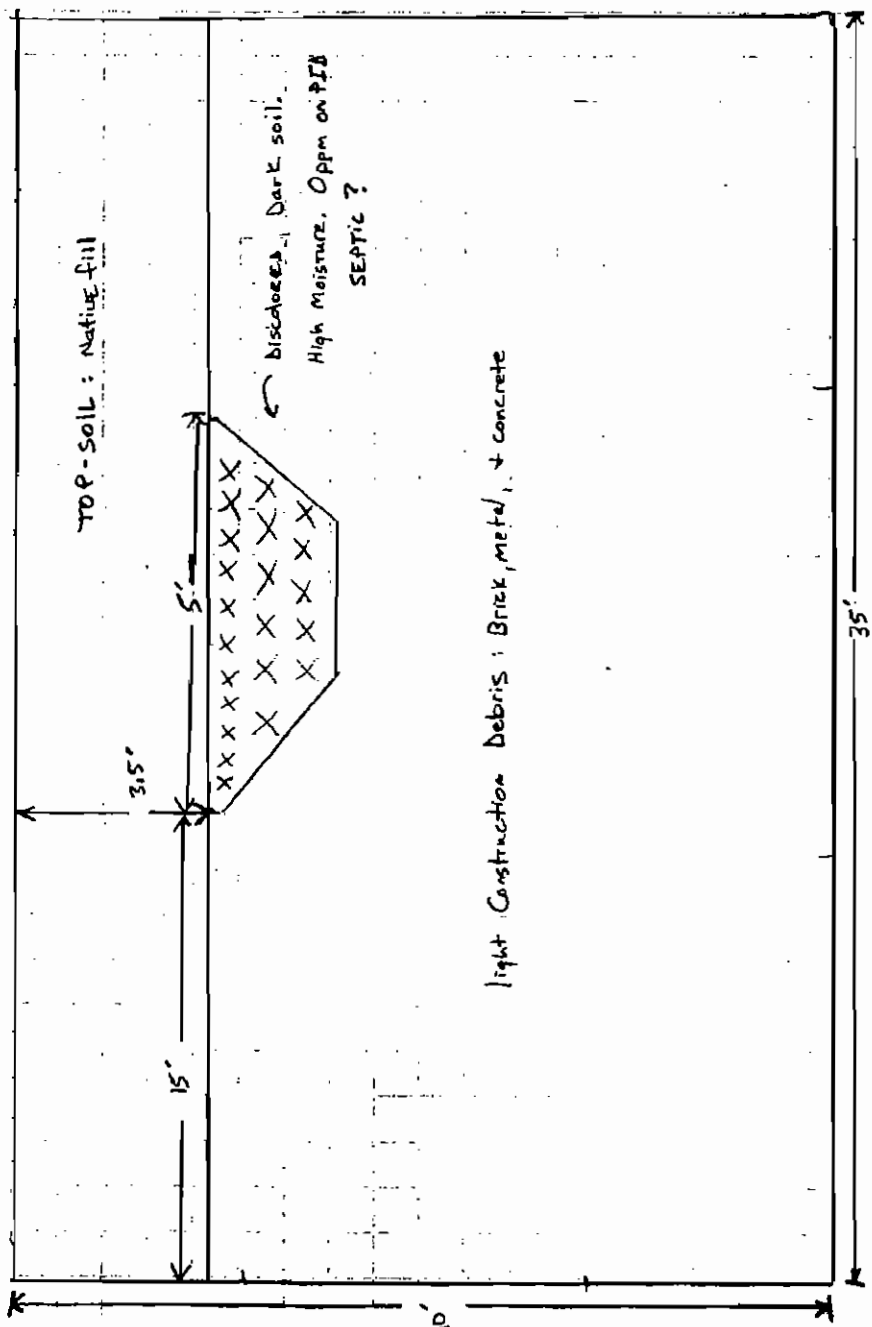 TOP-SOIL : Native fill
Discolored, Dark soil.
High Moisture. 0ppm on PID
SEPTIC ?
5'
3.5'
15'
light Construction Debris : Brick, metal, + concrete
35'